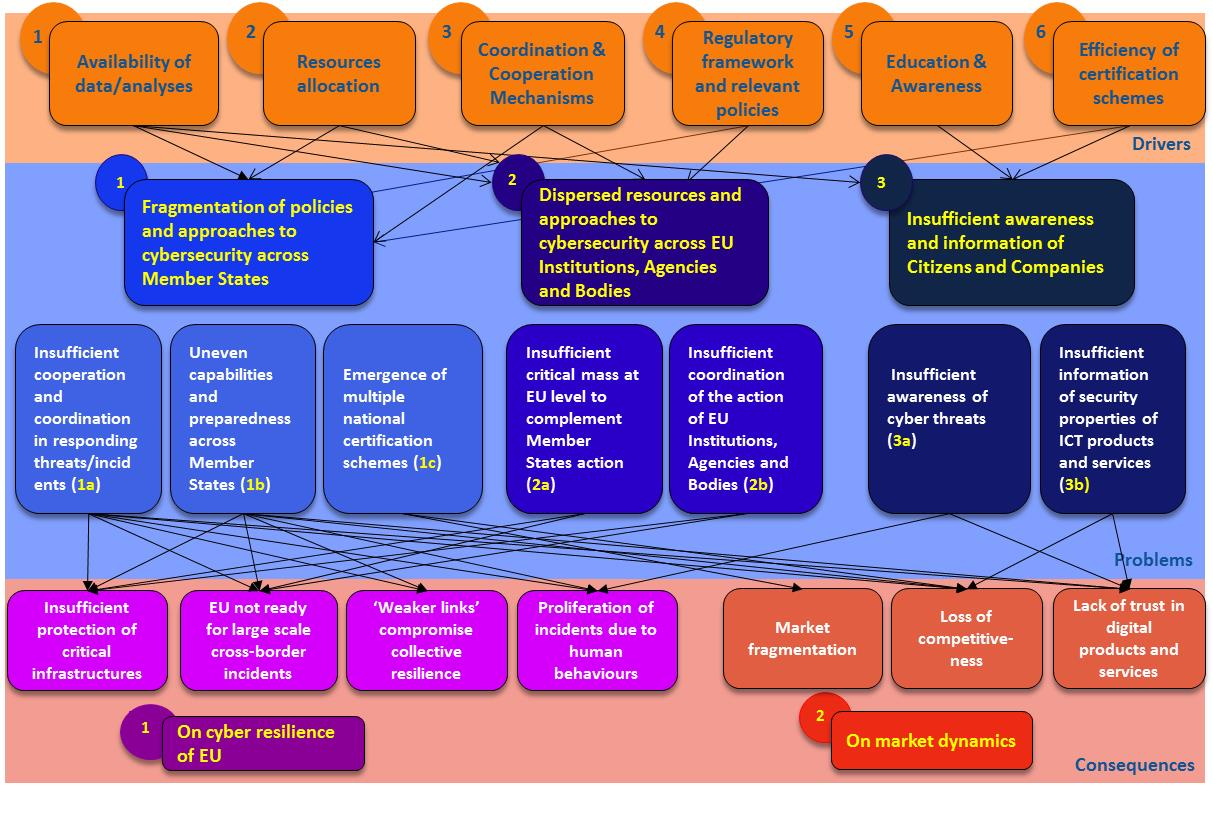 1
Availability of
data/analyses
2
Resources
allocation
3
Coordination &
Cooperation
Mechanisms
4
Regulatory
framework
and relevant
policies
5
Education &
Awareness
6
Efficiency of
certification
schemes
Drivers
1
Fragmentation of policies
and approaches to
cybersecurity across
Member States
2
Dispersed resources and
approaches to
cybersecurity across EU
Institutions, Agencies
and Bodies
3
Insufficient awareness
and information of
Citizens and Companies
Insufficient
cooperation
and
coordination
in responding
threats/incid
ents (1a)
Uneven
capabilities
and
preparedness
across
Member
States (1b)
Emergence of
multiple
national
certification
schemes (1c)
Insufficient
critical mass at
EU level to
complement
Member
States action
(2a)
Insufficient
coordination
of the action
of EU
Institutions,
Agencies and
Bodies (2b)
Insufficient
awareness of
cyber threats
(3a)
Insufficient
information
of security
properties of
ICT products
and services
(3b)
Problems
Insufficient
protection of
critical
infrastructures
EU not ready
for large scale
cross-border
incidents
‘Weaker links’
compromise
collective
resilience
Proliferation of
incidents due to
human
behaviours
Market
fragmentation
Loss of
competitive-
ness
Lack of trust in
digital
products and
services
1
On cyber resilience
of EU
2
On market dynamics
Consequences